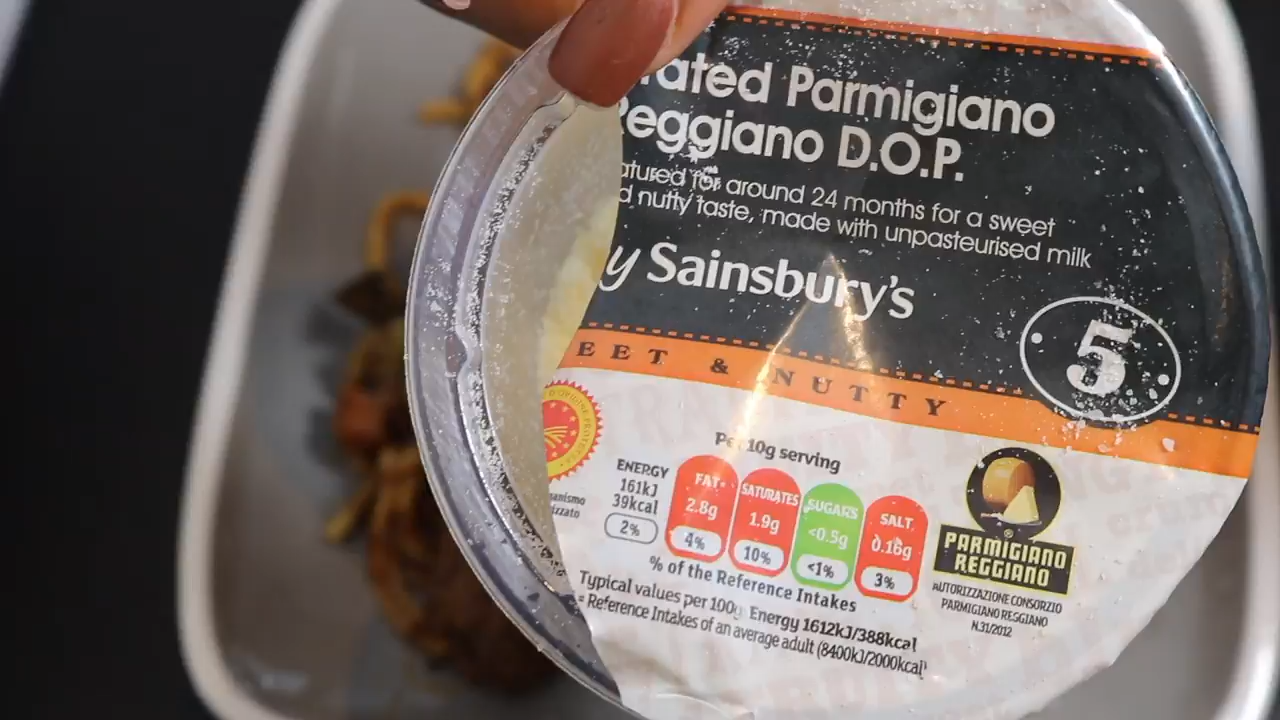 rated Parmigiano
Reggiano D.O.P.
atured for around 24 months for a sweet
d nutty taste, made with unpasteurised milk
y Sainsbury's
5
EET & NUTTY
Per 10g serving
ENERGY
161kJ
39kcal
2%
FAT
2.8g
4%
SATURATES
1.9g
10%
SUGARS
<0.5g
<1%
SALT
0.16g
3%
% of the Reference Intakes
Typical values per 100g: Energy 1612kJ/388kcal
= Reference Intakes of an average adult (8400kJ/2000kcal)
PARMIGIANO
REGGIANO
AUTORIZZAZIONE CONSORZIO
PARMIGIANO REGGIANO
N.31/2012
anismo
izzato